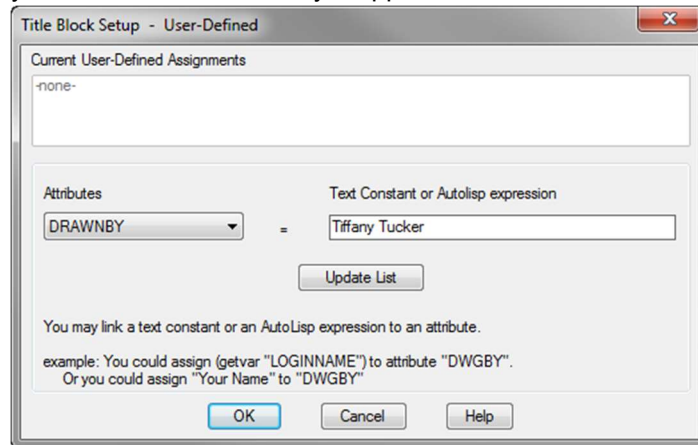 Title Block Setup - User-Defined
Current User-Defined Assignments
-none-
Attributes
Text Constant or Autolisp expression
DRAWNBY
=
Tiffany Tucker
Update List
You may link a text constant or an AutoLisp expression to an attribute.
example: You could assign (getvar "LOGINNAME") to attribute "DWGBY".
Or you could assign "Your Name" to "DWGBY"
OK
Cancel
Help